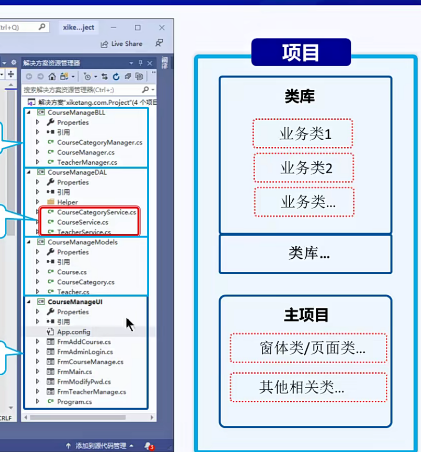 trl+Q)
xike...ject
Live Share
解决方案资源管理器
搜索解决方案资源管理器(Ctrl+;)
解决方案"xiketang.com.Project"(4 个项目
CourseManageBLL
Properties
引用
CourseCategoryManager.cs
CourseManager.cs
TeacherManager.cs
CourseManageDAL
Properties
引用
Helper
CourseCategoryService.cs
CourseService.cs
TeacherService.cs
CourseManageModels
Properties
引用
Course.cs
CourseCategory.cs
Teacher.cs
CourseManageUI
Properties
引用
App.config
FrmAddCourse.cs
FrmAdminLogin.cs
FrmCourseManage.cs
FrmMain.cs
FrmModifyPwd.cs
FrmTeacherManage.cs
Program.cs
CRLF
添加到源代码管理
项目
类库
业务类1
业务类2
业务类...
类库...
主项目
窗体类/页面类...
其他相关类...